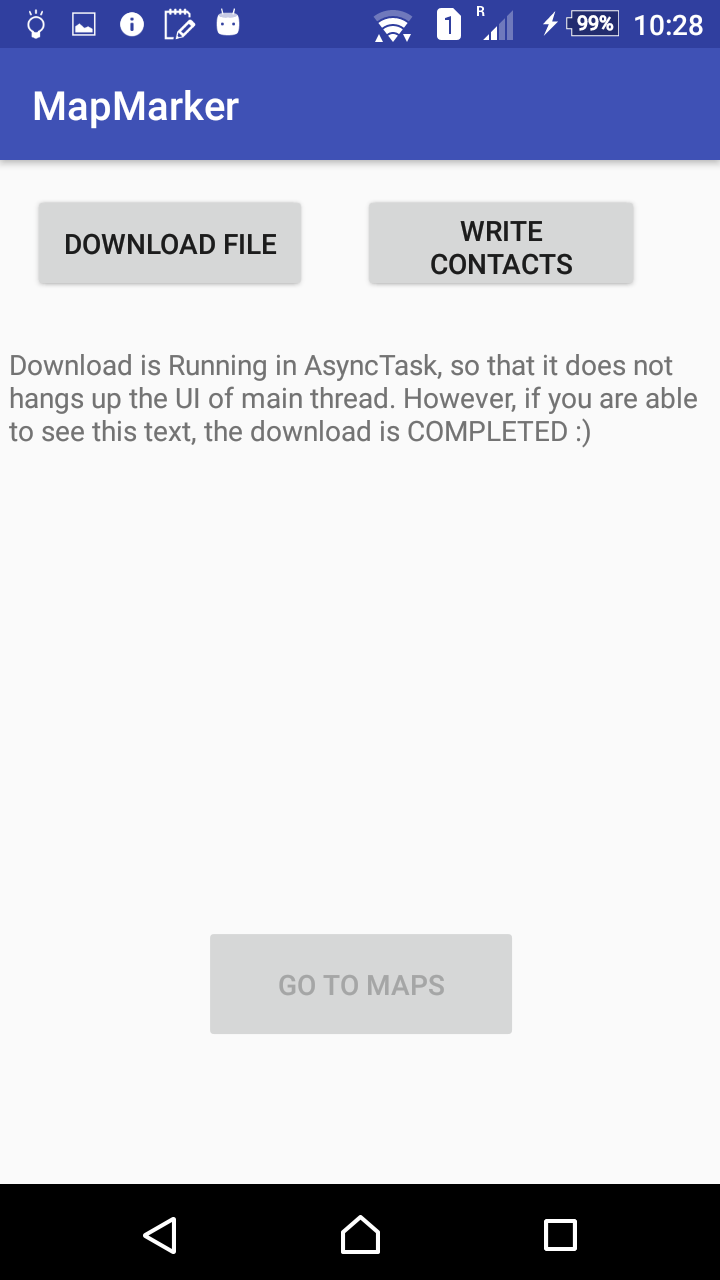 1 R 99% 10:28
MapMarker
DOWNLOAD FILE
WRITE
CONTACTS
Download is Running in AsyncTask, so that it does not
hangs up the UI of main thread. However, if you are able
to see this text, the download is COMPLETED :)
GO TO MAPS